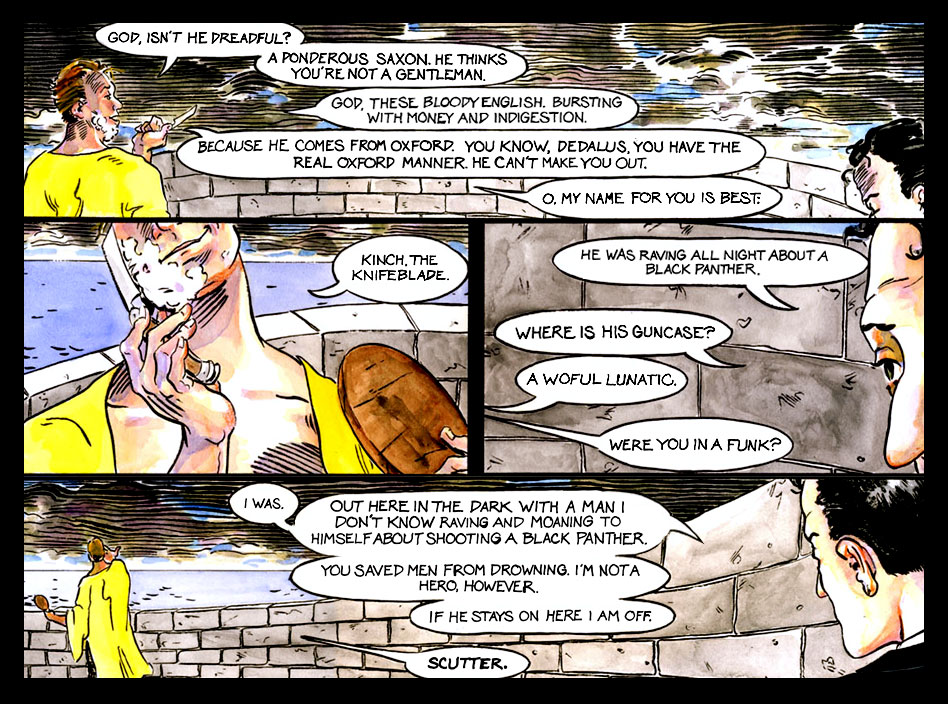 GOD, ISN'T HE DREADFUL?
A PONDEROUS SAXON. HE THINKS
YOU'RE NOT A GENTLEMAN.
GOD, THESE BLOODY ENGLISH. BURSTING
WITH MONEY AND INDIGESTION.
BECAUSE HE COMES FROM OXFORD. YOU KNOW, DEDALUS, YOU HAVE THE
REAL OXFORD MANNER. HE CAN'T MAKE YOU OUT.
O, MY NAME FOR YOU IS BEST:
KINCH, THE
KNIFEBLADE.
HE WAS RAVING ALL NIGHT ABOUT A
BLACK PANTHER.
WHERE IS HIS GUNCASE?
A WOFUL LUNATIC.
WERE YOU IN A FUNK?
I WAS.
OUT HERE IN THE DARK WITH A MAN I
DON'T KNOW RAVING AND MOANING TO
HIMSELF ABOUT SHOOTING A BLACK PANTHER.
YOU SAVED MEN FROM DROWNING. I'M NOT A
HERO, HOWEVER.
IF HE STAYS ON HERE I AM OFF.
SCUTTER.